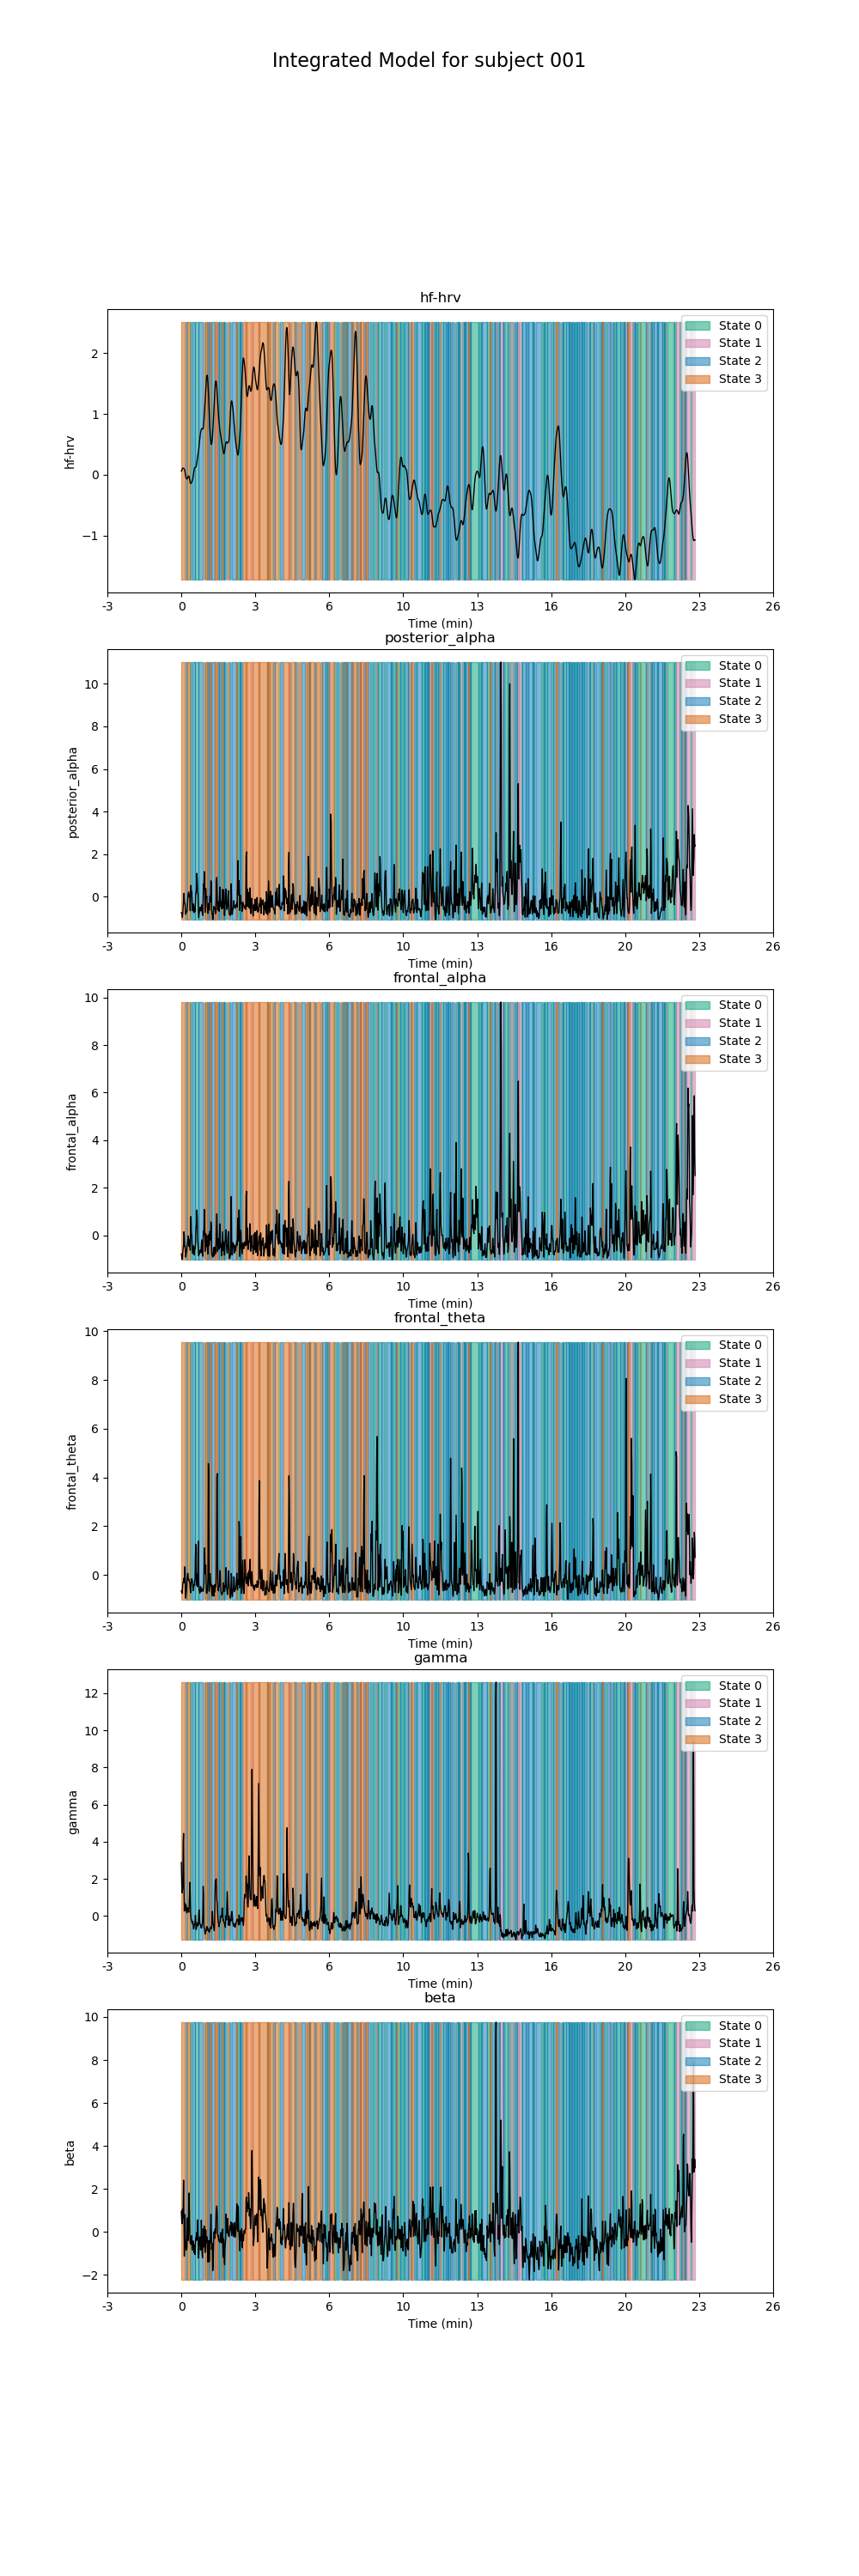 Integrated Model for subject 001
hf-hrv
hf-hrv
2
1
0
−1
State 0
State 1
State 2
State 3
-3 0 3 6 10 13 16 20 23 26
Time (min)
posterior_alpha
posterior_alpha
10
8
6
4
2
0
State 0
State 1
State 2
State 3
-3 0 3 6 10 13 16 20 23 26
Time (min)
frontal_alpha
frontal_alpha
10
8
6
4
2
0
State 0
State 1
State 2
State 3
-3 0 3 6 10 13 16 20 23 26
Time (min)
frontal_theta
frontal_theta
10
8
6
4
2
0
State 0
State 1
State 2
State 3
-3 0 3 6 10 13 16 20 23 26
Time (min)
gamma
gamma
12
10
8
6
4
2
0
State 0
State 1
State 2
State 3
-3 0 3 6 10 13 16 20 23 26
Time (min)
beta
beta
10
8
6
4
2
0
−2
State 0
State 1
State 2
State 3
-3 0 3 6 10 13 16 20 23 26
Time (min)